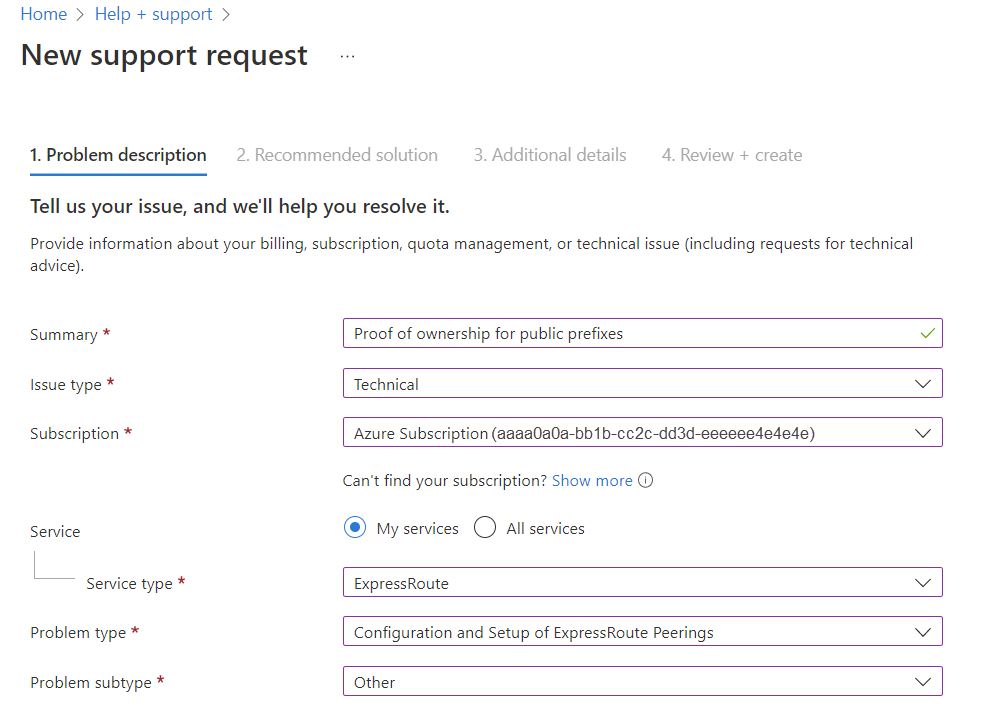 Home > Help + support >
New support request ...
1. Problem description 2. Recommended solution 3. Additional details 4. Review + create
Tell us your issue, and we'll help you resolve it.
Provide information about your billing, subscription, quota management, or technical issue (including requests for technical
advice).
Summary * Proof of ownership for public prefixes
Issue type * Technical
Subscription * Azure Subscription (aaaa0a0a-bb1b-cc2c-dd3d-eeeeee4e4e4e)
Can't find your subscription? Show more
Service My services All services
Service type * ExpressRoute
Problem type * Configuration and Setup of ExpressRoute Peerings
Problem subtype * Other